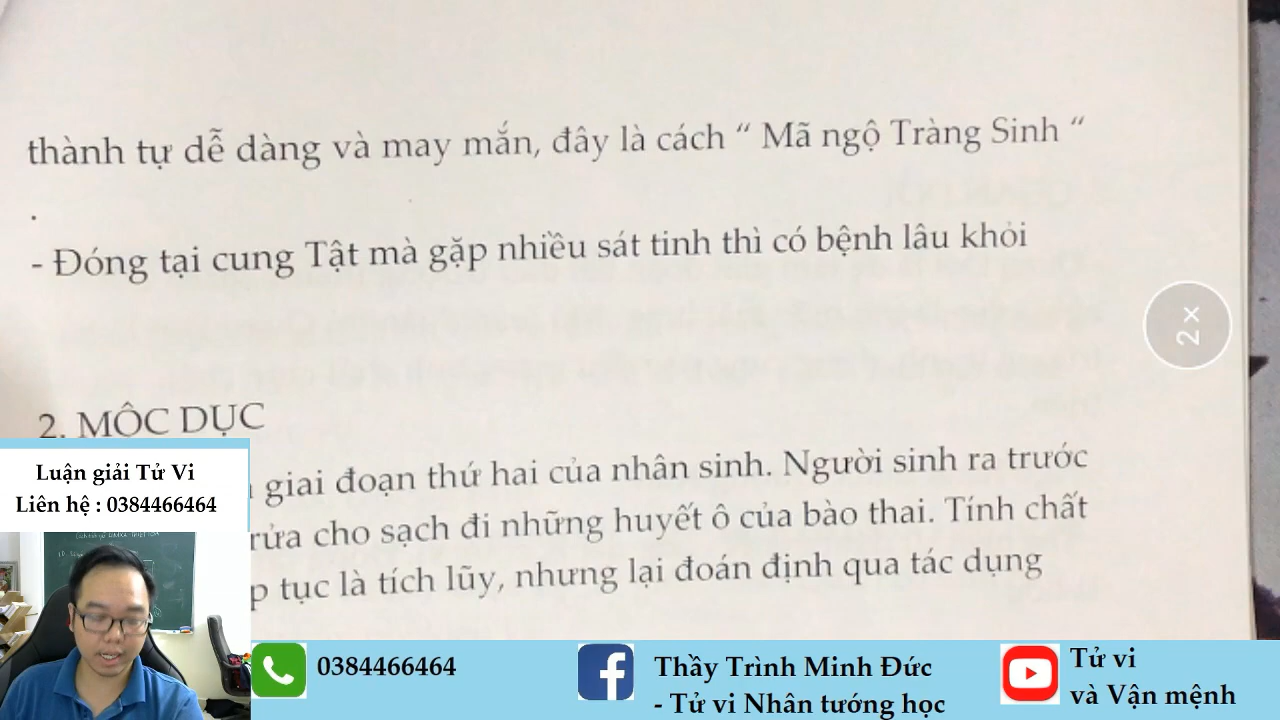 thành tự dễ dàng và may mắn, đây là cách “ Mã ngộ Tràng Sinh “
.
- Đóng tại cung Tật mà gặp nhiều sát tinh thì có bệnh lâu khỏi
2. MỘC DỤC
giai đoạn thứ hai của nhân sinh. Người sinh ra trước
rửa cho sạch đi những huyết ô của bào thai. Tính chất
tục là tích lũy, nhưng lại đoán định qua tác dụng
2×
Luận giải Tử Vi
Liên hệ : 0384466464
0384466464
Thầy Trình Minh Đức
- Tử vi Nhân tướng học
Tử vi
và Vận mệnh